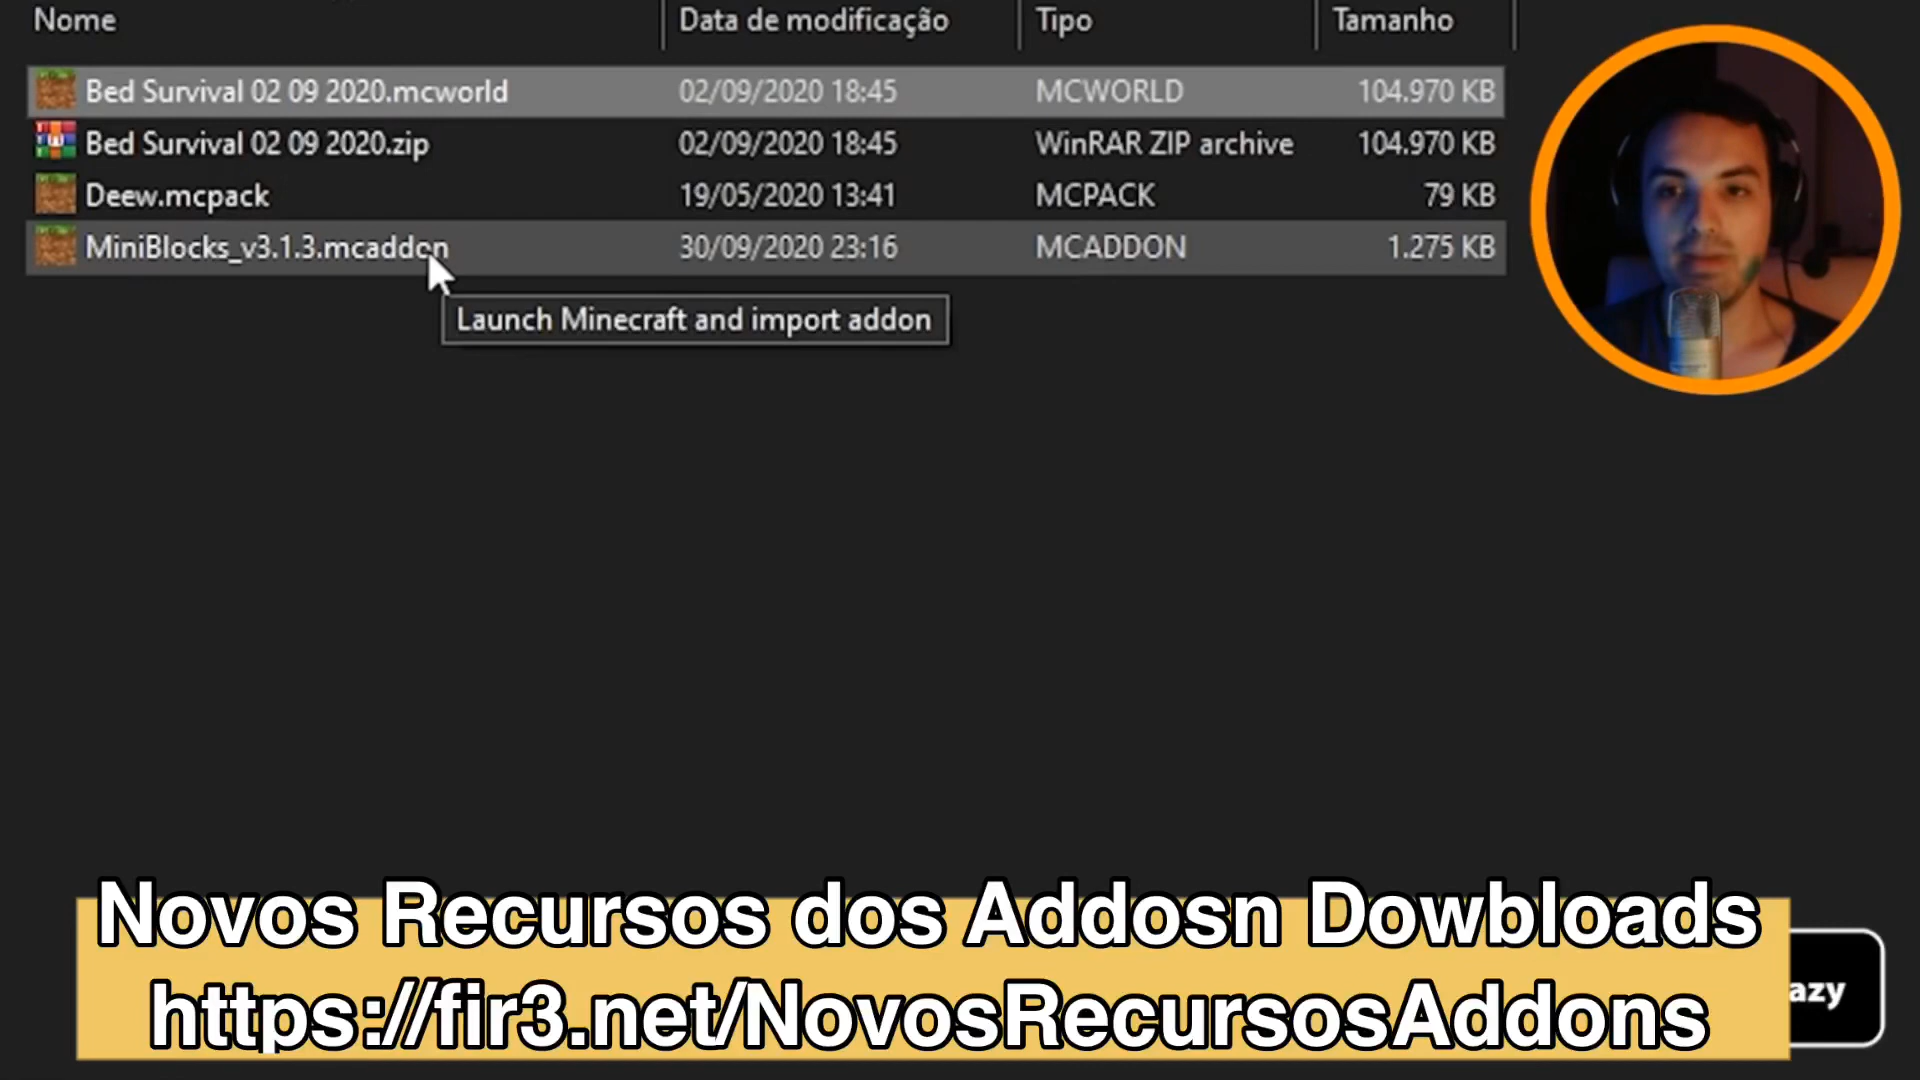 Nome Data de modificação Tipo Tamanho
Bed Survival 02 09 2020.mcworld 02/09/2020 18:45 MCWORLD 104.970 KB
Bed Survival 02 09 2020.zip 02/09/2020 18:45 WinRAR ZIP archive 104.970 KB
Deew.mcpack 19/05/2020 13:41 MCPACK 79 KB
MiniBlocks_v3.1.3.mcaddon 30/09/2020 23:16 MCADDON 1.275 KB
Launch Minecraft and import addon
Novos Recursos dos Addosn Dowbloads
https://fir3.net/NovosRecursosAddons
azy